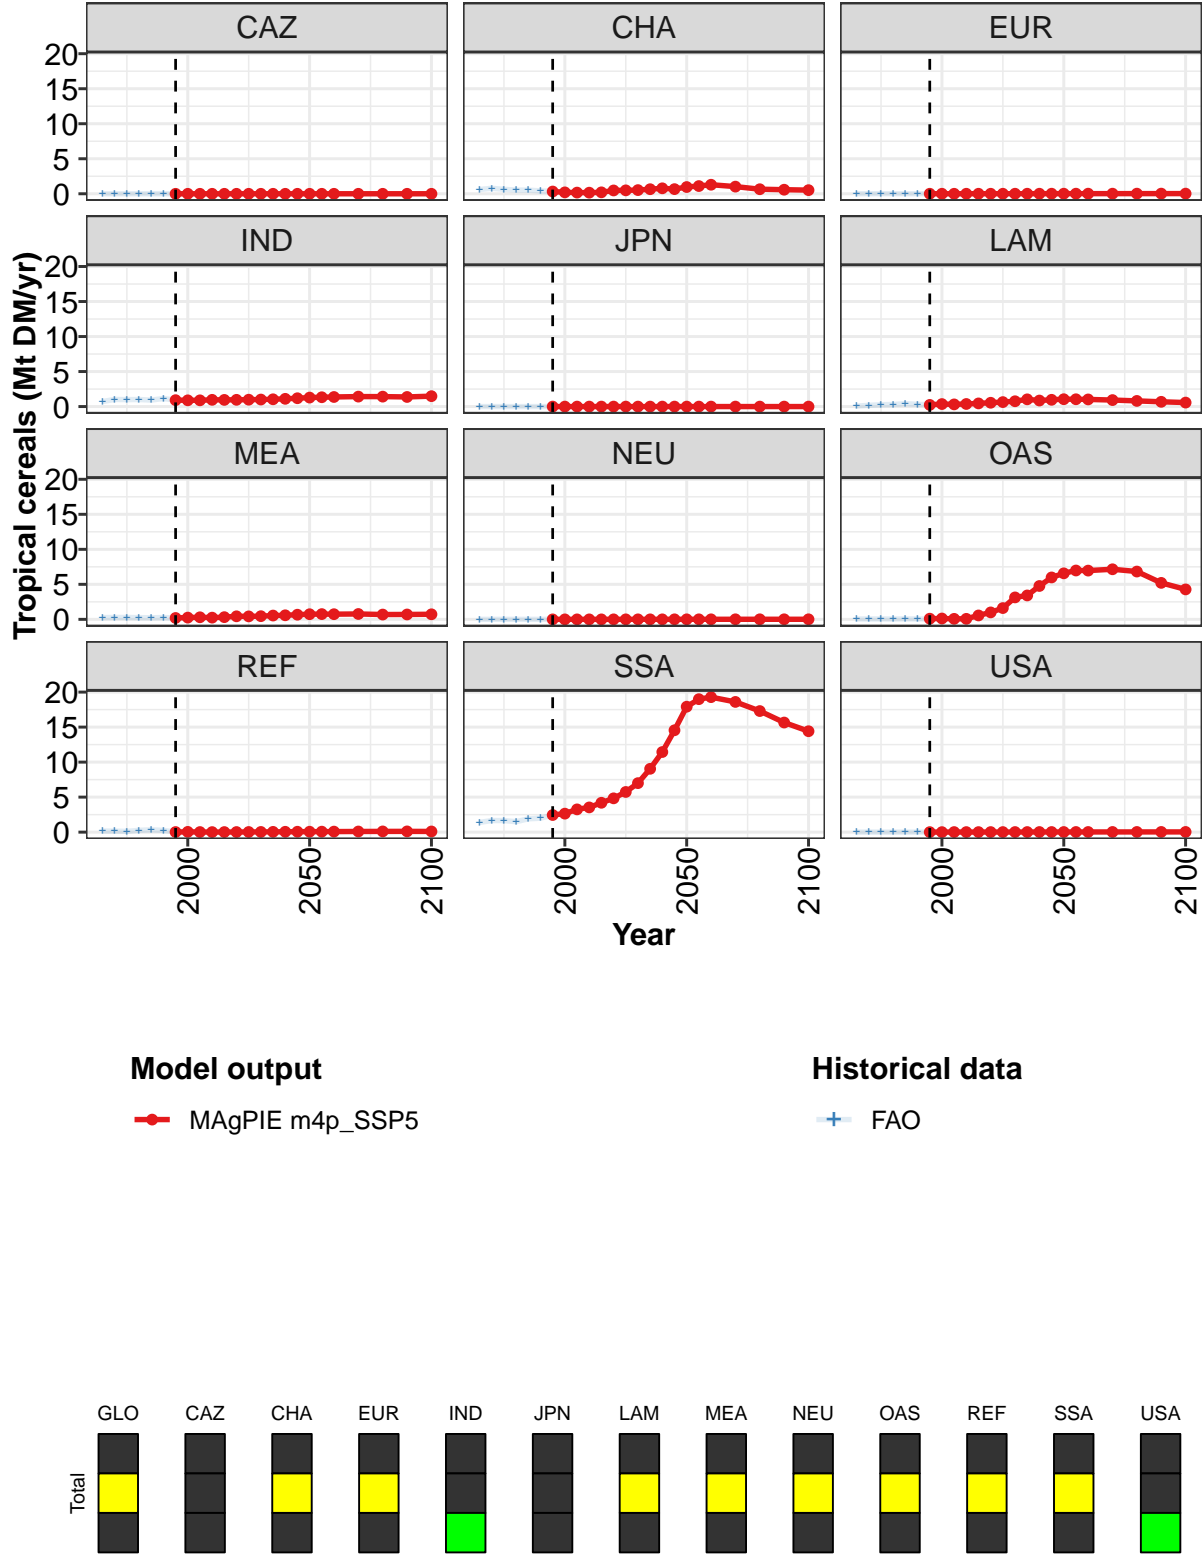 CAZ CHA EUR
20
15
10
5
0
IND JPN LAM
20
15
10
5
0
MEA NEU OAS
20
15
10
5
0
REF SSA USA
20
15
10
5
0
Tropical cereals (Mt DM/yr)
2000 2050 2100 2000 2050 2100 2000 2050 2100
Year
Model output Historical data
MAgPIE m4p_SSP5 FAO
GLO CAZ CHA EUR IND JPN LAM MEA NEU OAS REF SSA USA
Total